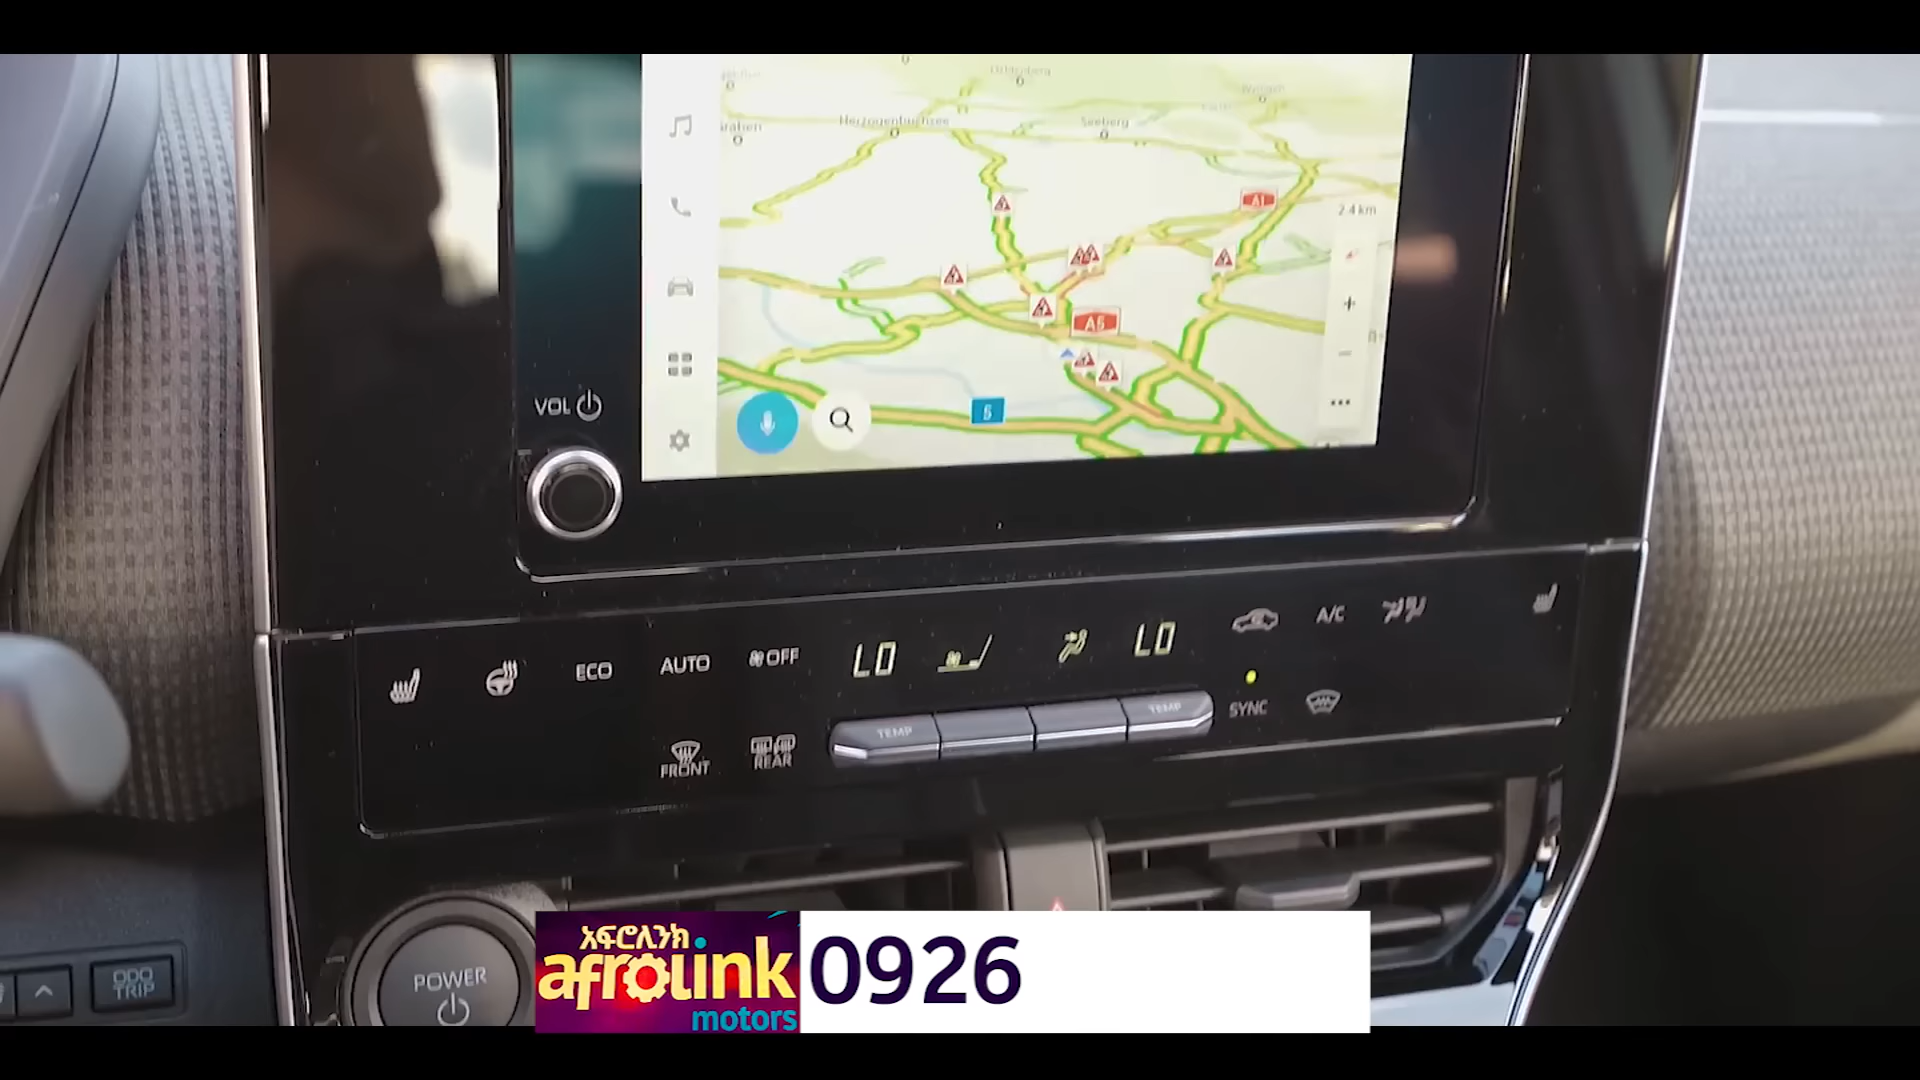 Herzogenbuchsee
Seeberg
A1
2.4 km
A6
5
VOL
LO
LO
A/C
ECO
AUTO
OFF
SYNC
TEMP
TEMP
FRONT
REAR
POWER
ODO
TRIP
አፍሮሊንክ
afrolink
motors
0926